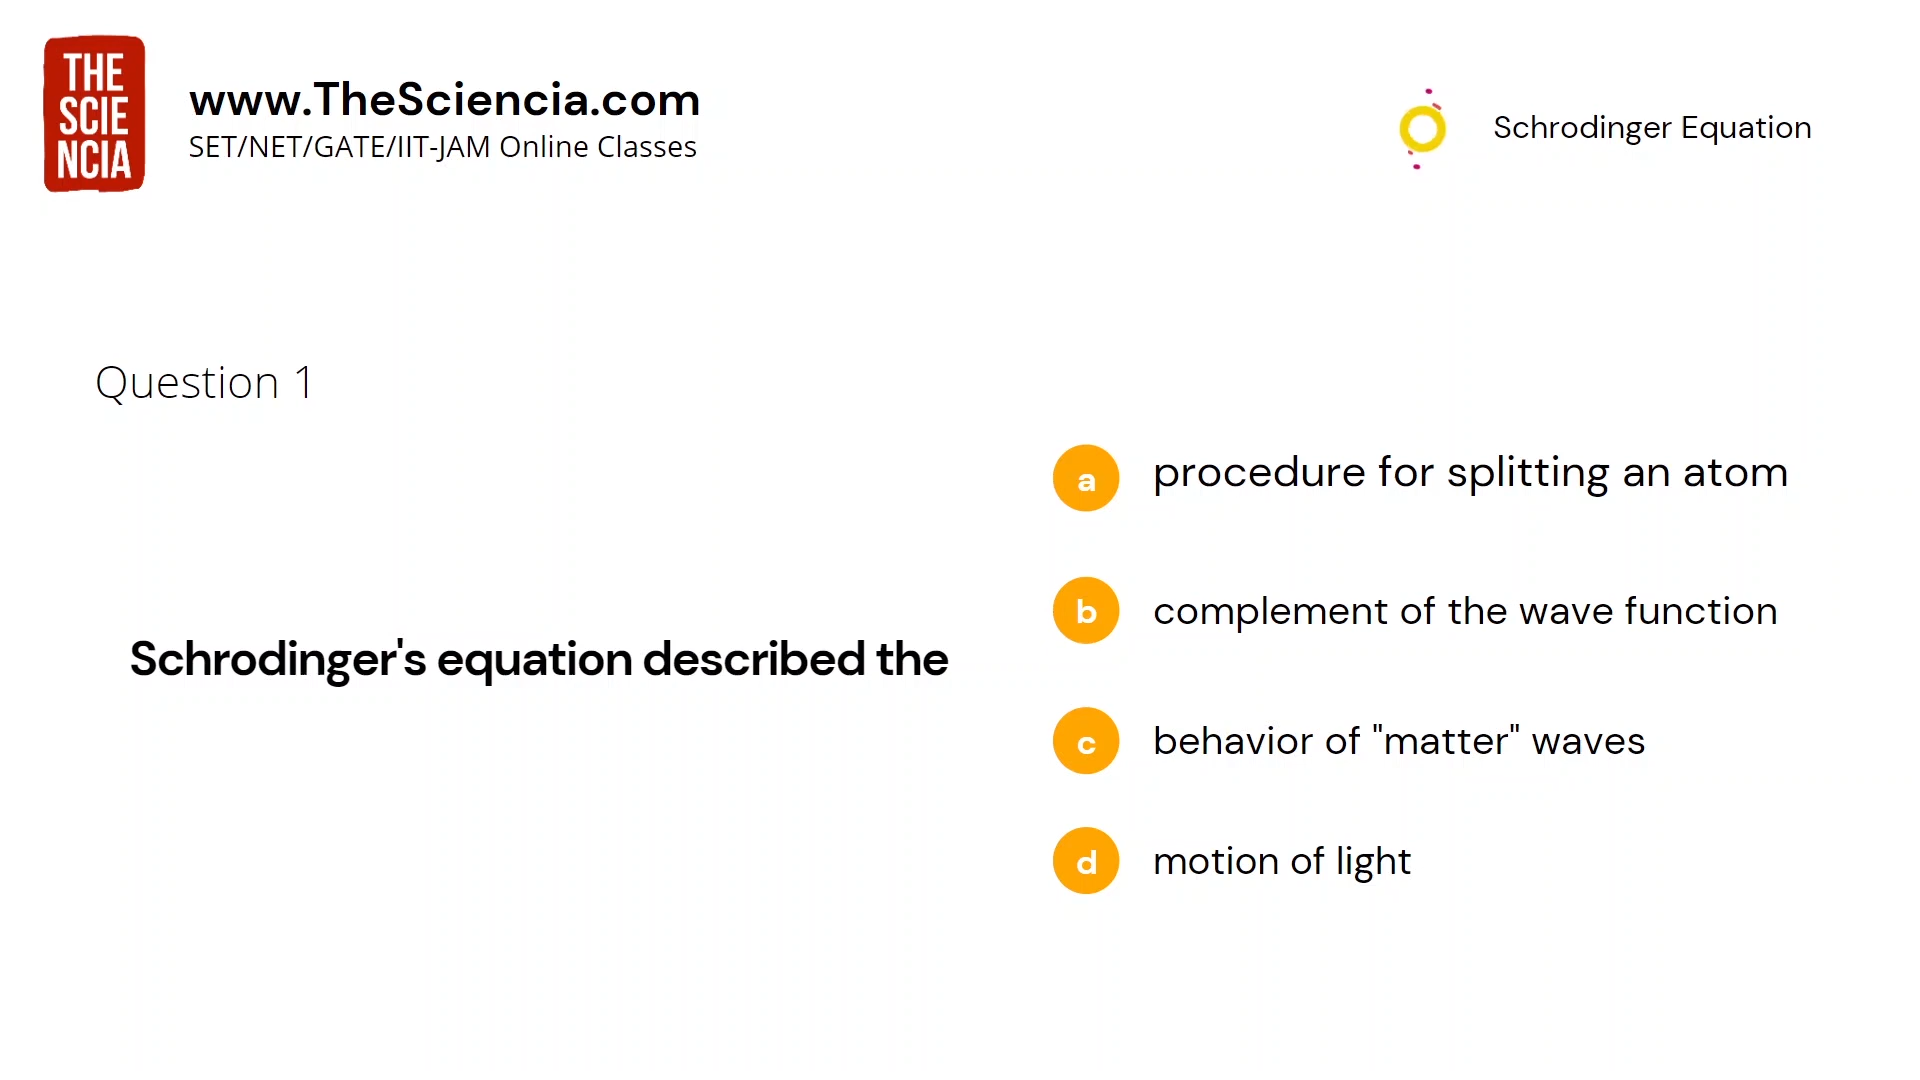 THE
SCIE
NCIA
www.TheSciencia.com
SET/NET/GATE/IIT-JAM Online Classes
Schrodinger Equation
Question 1
Schrodinger's equation described the
a procedure for splitting an atom
b complement of the wave function
c behavior of "matter" waves
d motion of light